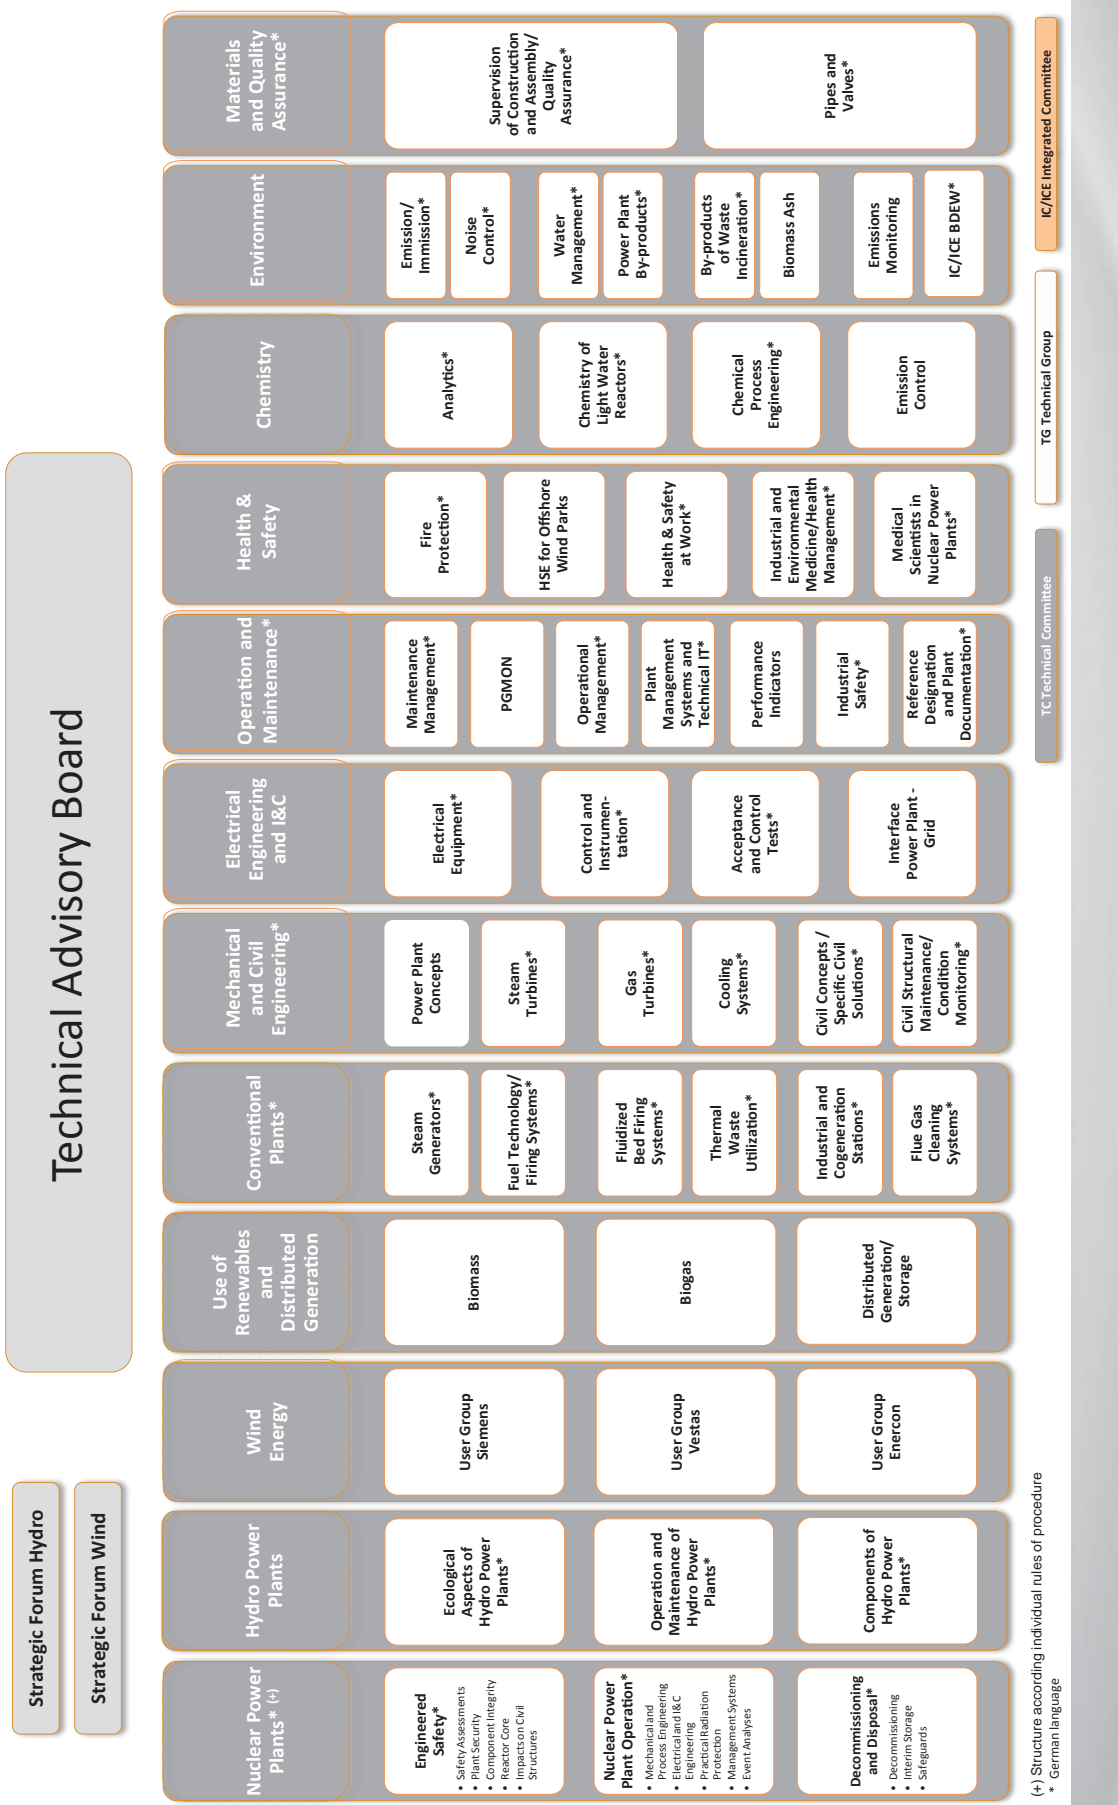 Strategic Forum Hydro
Strategic Forum Wind
Technical Advisory Board
Nuclear Power
Plants* (+)
Engineered
Safety*
• Safety Assessments
• Plant Security
• Component Integrity
• Reactor Core
• Impacts on Civil
Structures
Nuclear Power
Plant Operation*
• Mechanical and
Process Engineering
• Electrical and I&C
Engineering
• Practical Radiation
Protection
• Management Systems
• Event Analyses
Decommissioning
and Disposal*
• Decommissioning
• Interim Storage
• Safeguards
Hydro Power
Plants
Ecological
Aspects of
Hydro Power
Plants*
Operation and
Maintenance of
Hydro Power
Plants*
Components of
Hydro Power
Plants*
Wind
Energy
User Group
Siemens
User Group
Vestas
User Group
Enercon
Use of
Renewables
and
Distributed
Generation
Biomass
Biogas
Distributed
Generation/
Storage
Conventional
Plants*
Steam
Generators*
Fuel Technology/
Firing Systems*
Fluidized
Bed Firing
Systems*
Thermal
Waste
Utilization*
Industrial and
Cogeneration
Stations*
Flue Gas
Cleaning
Systems*
Mechanical
and Civil
Engineering*
Power Plant
Concepts
Steam
Turbines*
Gas
Turbines*
Cooling
Systems*
Civil Concepts /
Specific Civil
Solutions*
Civil Structural
Maintenance/
Condition
Monitoring*
Electrical
Engineering
and I&C
Electrical
Equipment*
Control and
Instrumen-
tation*
Acceptance
and Control
Tests*
Interface
Power Plant -
Grid
Operation and
Maintenance*
Maintenance
Management*
PGMON
Operational
Management*
Plant
Management
Systems and
Technical IT*
Performance
Indicators
Industrial
Safety*
Reference
Designation
and Plant
Documentation*
Health &
Safety
Fire
Protection*
HSE for Offshore
Wind Parks
Health & Safety
at Work*
Industrial and
Environmental
Medicine/Health
Management*
Medical
Scientists in
Nuclear Power
Plants*
Chemistry
Analytics*
Chemistry of
Light Water
Reactors*
Chemical
Process
Engineering*
Emission
Control
Environment
Emission/
Immission*
Noise
Control*
Water
Management*
Power Plant
By-products*
By-products
of Waste
Incineration*
Biomass Ash
Emissions
Monitoring
IC/ICE BDEW*
Materials
and Quality
Assurance*
Supervision
of Construction
and Assembly/
Quality
Assurance*
Pipes and
Valves*
(+) Structure according individual rules of procedure
* German language
TC Technical Committee
TG Technical Group
IC/ICE Integrated Committee